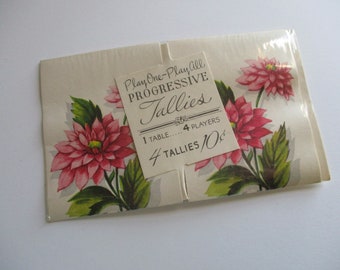 Play One-Play All
PROGRESSIVE
Tallies
1 TABLE.....4 PLAYERS
4 TALLIES 10¢